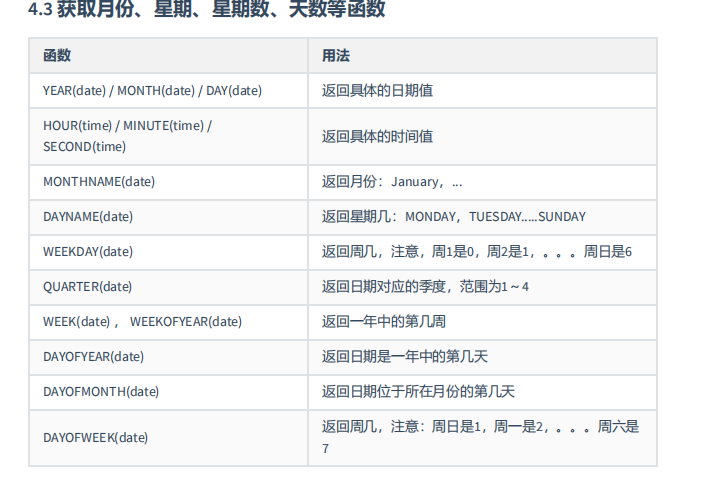 4.3 获取月份、星期、星期数、天数等函数
函数 用法
YEAR(date) / MONTH(date) / DAY(date) 返回具体的日期值
HOUR(time) / MINUTE(time) /
SECOND(time) 返回具体的时间值
MONTHNAME(date) 返回月份：January，...
DAYNAME(date) 返回星期几：MONDAY，TUESDAY.....SUNDAY
WEEKDAY(date) 返回周几，注意，周1是0，周2是1，。。。周日是6
QUARTER(date) 返回日期对应的季度，范围为1～4
WEEK(date) ， WEEKOFYEAR(date) 返回一年中的第几周
DAYOFYEAR(date) 返回日期是一年中的第几天
DAYOFMONTH(date) 返回日期位于所在月份的第几天
DAYOFWEEK(date) 返回周几，注意：周日是1，周一是2，。。。周六是
7